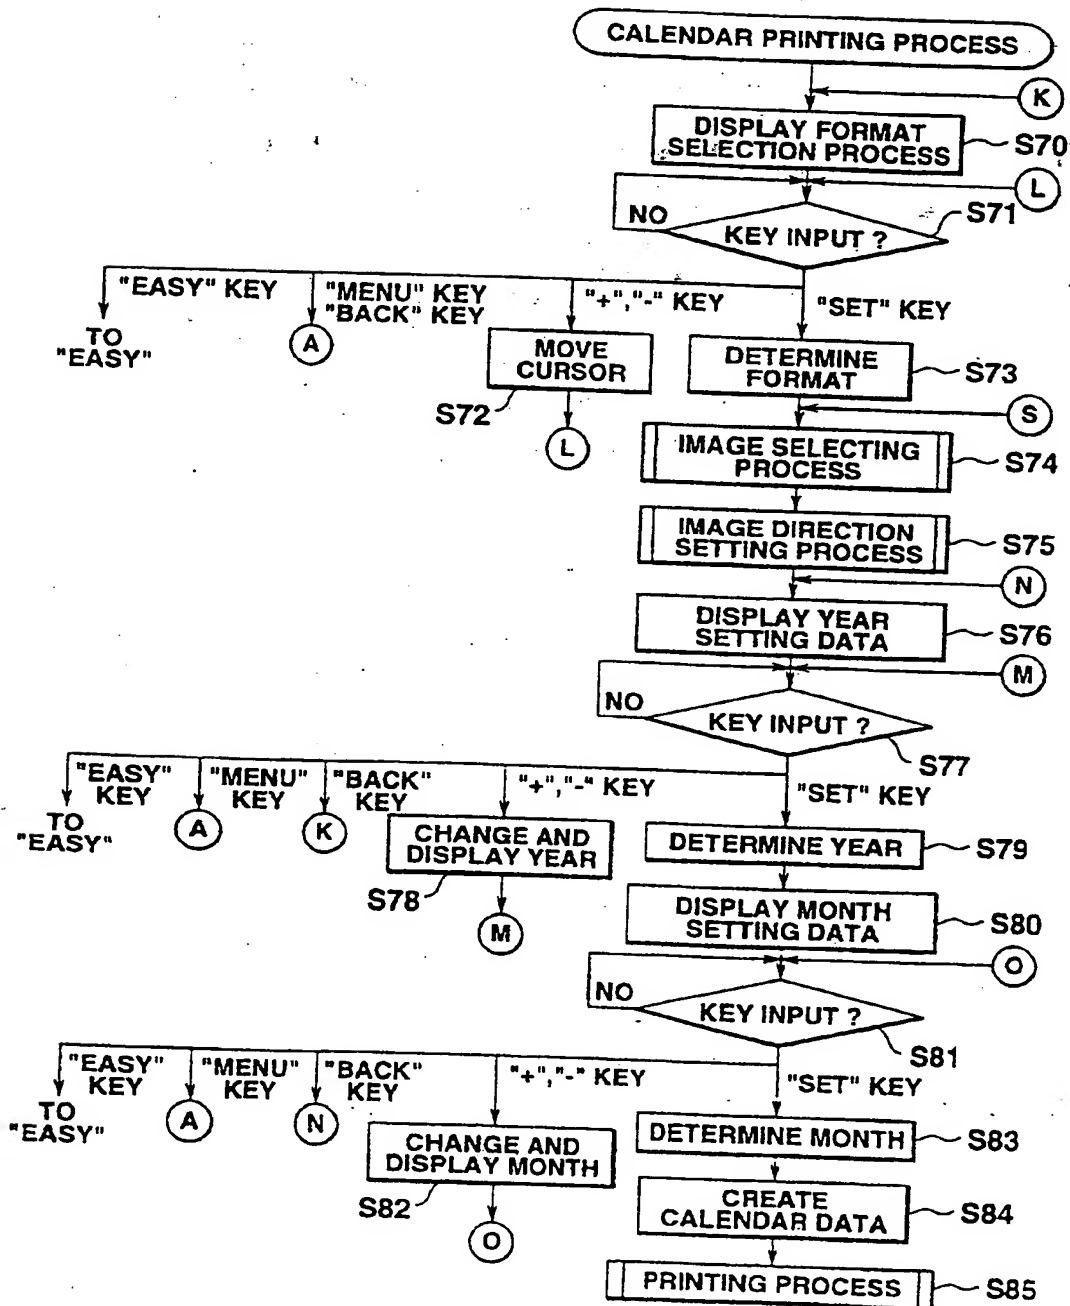 CALENDAR PRINTING PROCESS
K
DISPLAY FORMAT
SELECTION PROCESS
S70
L
NO
KEY INPUT ?
S71
"EASY" KEY
"MENU" KEY
"BACK" KEY
"+","-" KEY
"SET" KEY
TO
"EASY"
A
MOVE
CURSOR
S72
L
DETERMINE
FORMAT
S73
S
IMAGE SELECTING
PROCESS
S74
IMAGE DIRECTION
SETTING PROCESS
S75
N
DISPLAY YEAR
SETTING DATA
S76
M
NO
KEY INPUT ?
S77
"EASY"
KEY
"MENU"
KEY
"BACK"
KEY
"+","-" KEY
"SET" KEY
TO
"EASY"
A
K
CHANGE AND
DISPLAY YEAR
S78
M
DETERMINE YEAR
S79
DISPLAY MONTH
SETTING DATA
S80
O
NO
KEY INPUT ?
S81
"EASY"
KEY
"MENU"
KEY
"BACK"
KEY
"+","-" KEY
"SET" KEY
TO
"EASY"
A
N
CHANGE AND
DISPLAY MONTH
S82
O
DETERMINE MONTH
S83
CREATE
CALENDAR DATA
S84
PRINTING PROCESS
S85